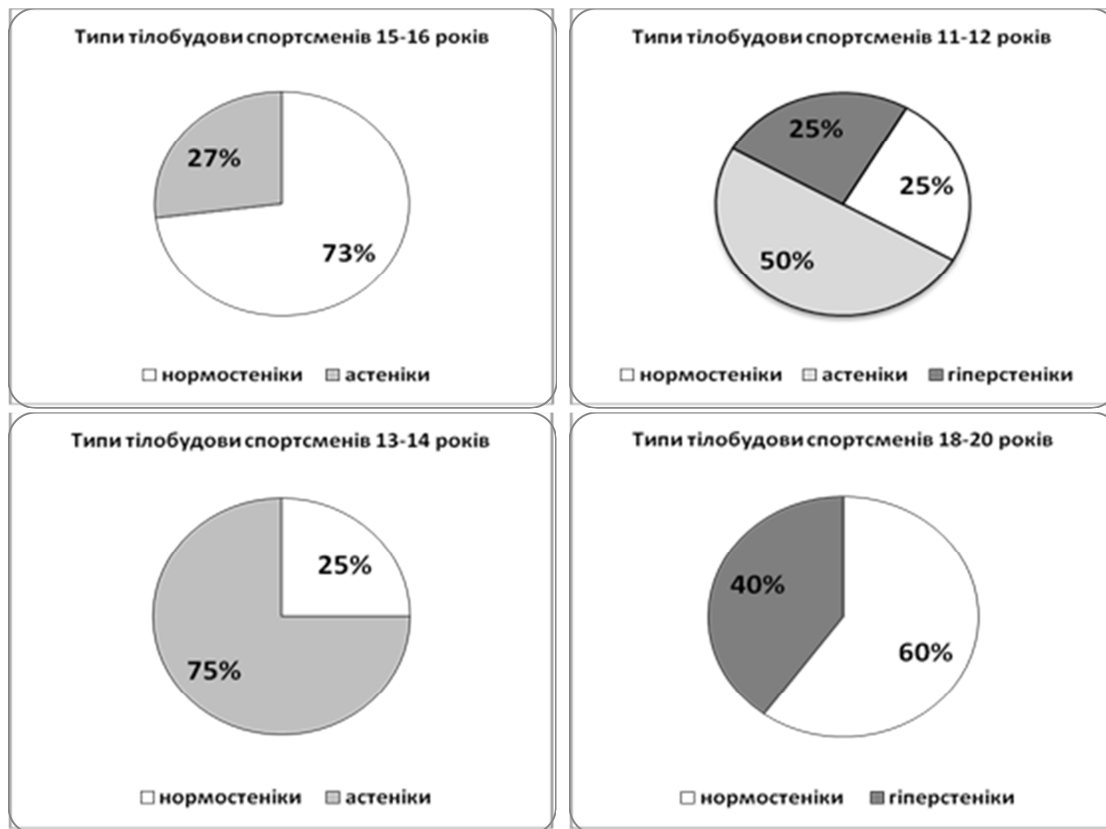 Типи тілобудови спортсменів 15-16 років
27%
73%
нормостеніки астеніки
Типи тілобудови спортсменів 11-12 років
25%
25%
50%
нормостеніки астеніки гіперстеніки
Типи тілобудови спортсменів 13-14 років
25%
75%
нормостеніки астеніки
Типи тілобудови спортсменів 18-20 років
40%
60%
нормостеніки гіперстеніки